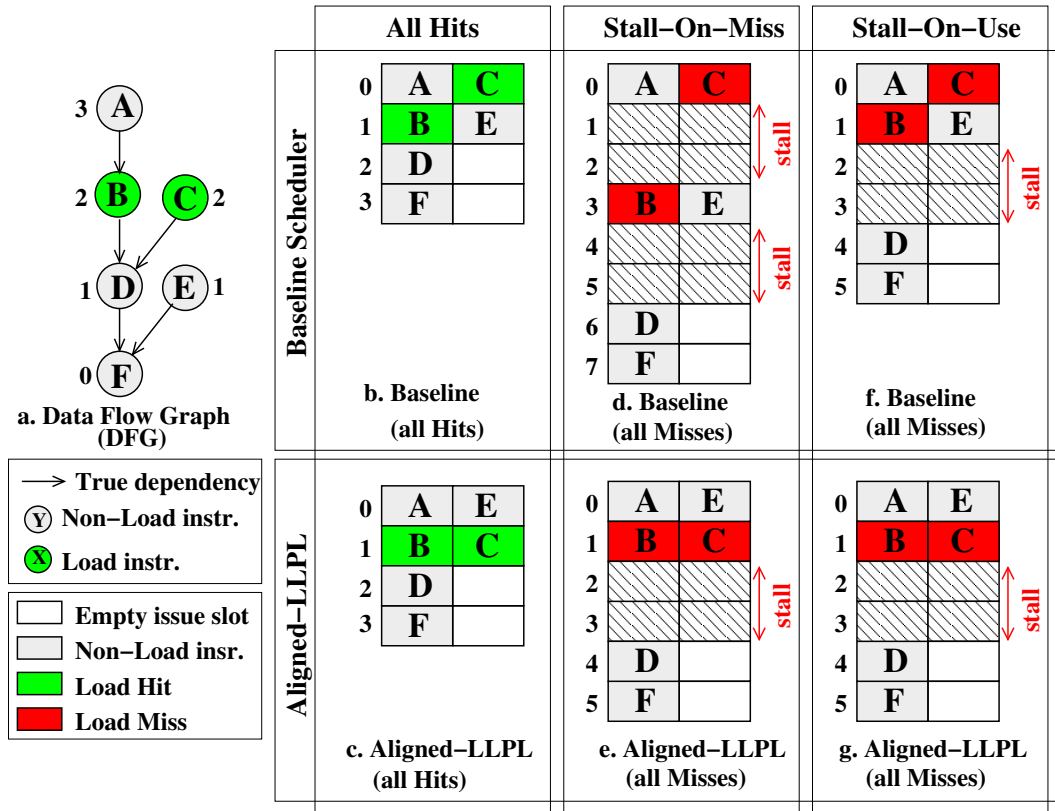 All Hits
Stall-On-Miss
Stall-On-Use
Baseline Scheduler
3 A
2 B C 2
1 D E 1
0 F
a. Data Flow Graph
(DFG)
0 A C
1 B E
2 D
3 F
b. Baseline
(all Hits)
0 A C
1
2
3 B E
4
5
6 D
7 F
stall
stall
d. Baseline
(all Misses)
0 A C
1 B E
2
3
4 D
5 F
stall
f. Baseline
(all Misses)
True dependency
Y Non-Load instr.
X Load instr.
Empty issue slot
Non-Load insr.
Load Hit
Load Miss
Aligned-LLPL
0 A E
1 B C
2 D
3 F
c. Aligned-LLPL
(all Hits)
0 A E
1 B C
2
3
4 D
5 F
stall
e. Aligned-LLPL
(all Misses)
0 A E
1 B C
2
3
4 D
5 F
stall
g. Aligned-LLPL
(all Misses)